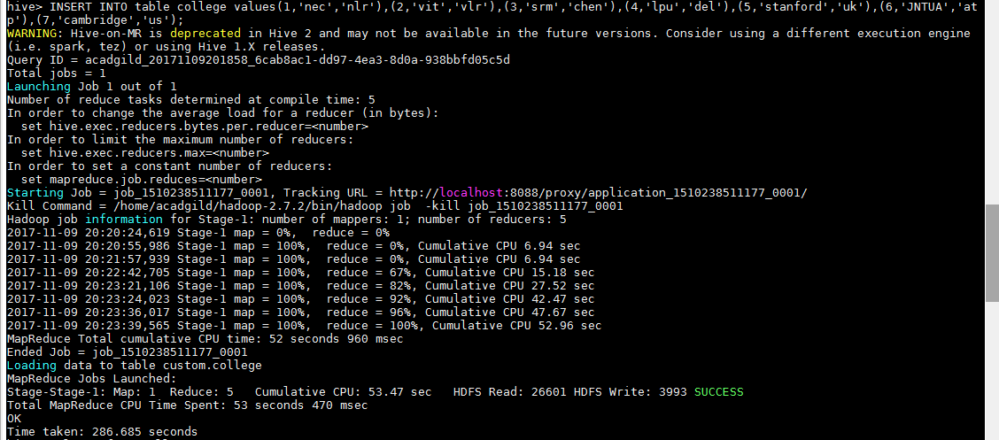 hive> INSERT INTO table college values(1,'nec','nlr'),(2,'vit','vlr'),(3,'srm','chen'),(4,'lpu','del'),(5,'stanford','uk'),(6,'JNTUA','at
p'),(7,'cambridge','us');
WARNING: Hive-on-MR is deprecated in Hive 2 and may not be available in the future versions. Consider using a different execution engine
(i.e. spark, tez) or using Hive 1.X releases.
Query ID = acadgild_20171109201858_6cab8ac1-dd97-4ea3-8d0a-938bbfd05c5d
Total jobs = 1
Launching Job 1 out of 1
Number of reduce tasks determined at compile time: 5
In order to change the average load for a reducer (in bytes):
  set hive.exec.reducers.bytes.per.reducer=<number>
In order to limit the maximum number of reducers:
  set hive.exec.reducers.max=<number>
In order to set a constant number of reducers:
  set mapreduce.job.reduces=<number>
Starting Job = job_1510238511177_0001, Tracking URL = http://localhost:8088/proxy/application_1510238511177_0001/
Kill Command = /home/acadgild/hadoop-2.7.2/bin/hadoop job  -kill job_1510238511177_0001
Hadoop job information for Stage-1: number of mappers: 1; number of reducers: 5
2017-11-09 20:20:24,619 Stage-1 map = 0%,  reduce = 0%
2017-11-09 20:20:55,986 Stage-1 map = 100%,  reduce = 0%, Cumulative CPU 6.94 sec
2017-11-09 20:21:57,939 Stage-1 map = 100%,  reduce = 0%, Cumulative CPU 6.94 sec
2017-11-09 20:22:42,705 Stage-1 map = 100%,  reduce = 67%, Cumulative CPU 15.18 sec
2017-11-09 20:23:21,106 Stage-1 map = 100%,  reduce = 82%, Cumulative CPU 27.52 sec
2017-11-09 20:23:24,023 Stage-1 map = 100%,  reduce = 92%, Cumulative CPU 42.47 sec
2017-11-09 20:23:36,017 Stage-1 map = 100%,  reduce = 96%, Cumulative CPU 47.67 sec
2017-11-09 20:23:39,565 Stage-1 map = 100%,  reduce = 100%, Cumulative CPU 52.96 sec
MapReduce Total cumulative CPU time: 52 seconds 960 msec
Ended Job = job_1510238511177_0001
Loading data to table custom.college
MapReduce Jobs Launched:
Stage-Stage-1: Map: 1  Reduce: 5   Cumulative CPU: 53.47 sec   HDFS Read: 26601 HDFS Write: 3993 SUCCESS
Total MapReduce CPU Time Spent: 53 seconds 470 msec
OK
Time taken: 286.685 seconds